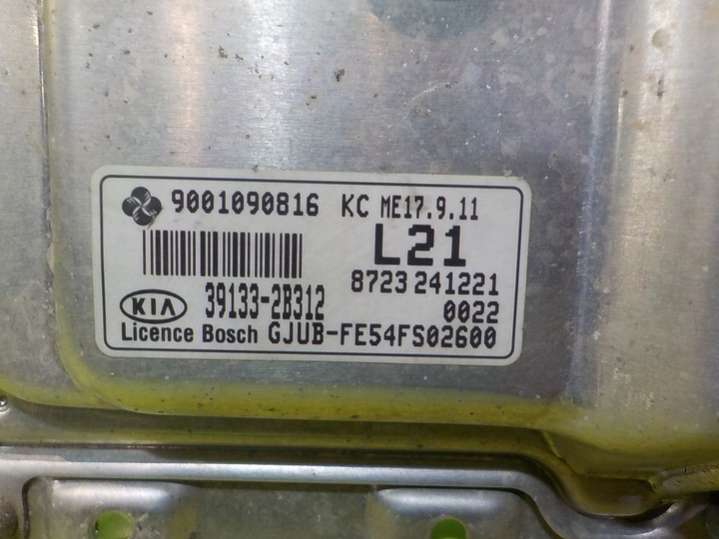 9001090816 KC ME17.9.11
L21
8723 241221
39133-2B312 0022
KIA
Licence Bosch GJUB-FE54FS02600